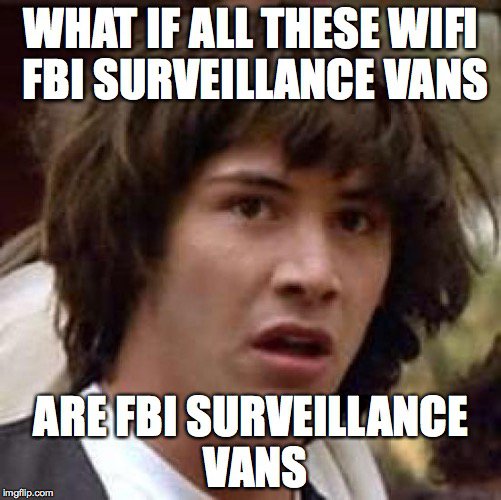 WHAT IF ALL THESE WIFI
FBI SURVEILLANCE VANS
ARE FBI SURVEILLANCE
VANS
imgflip.com